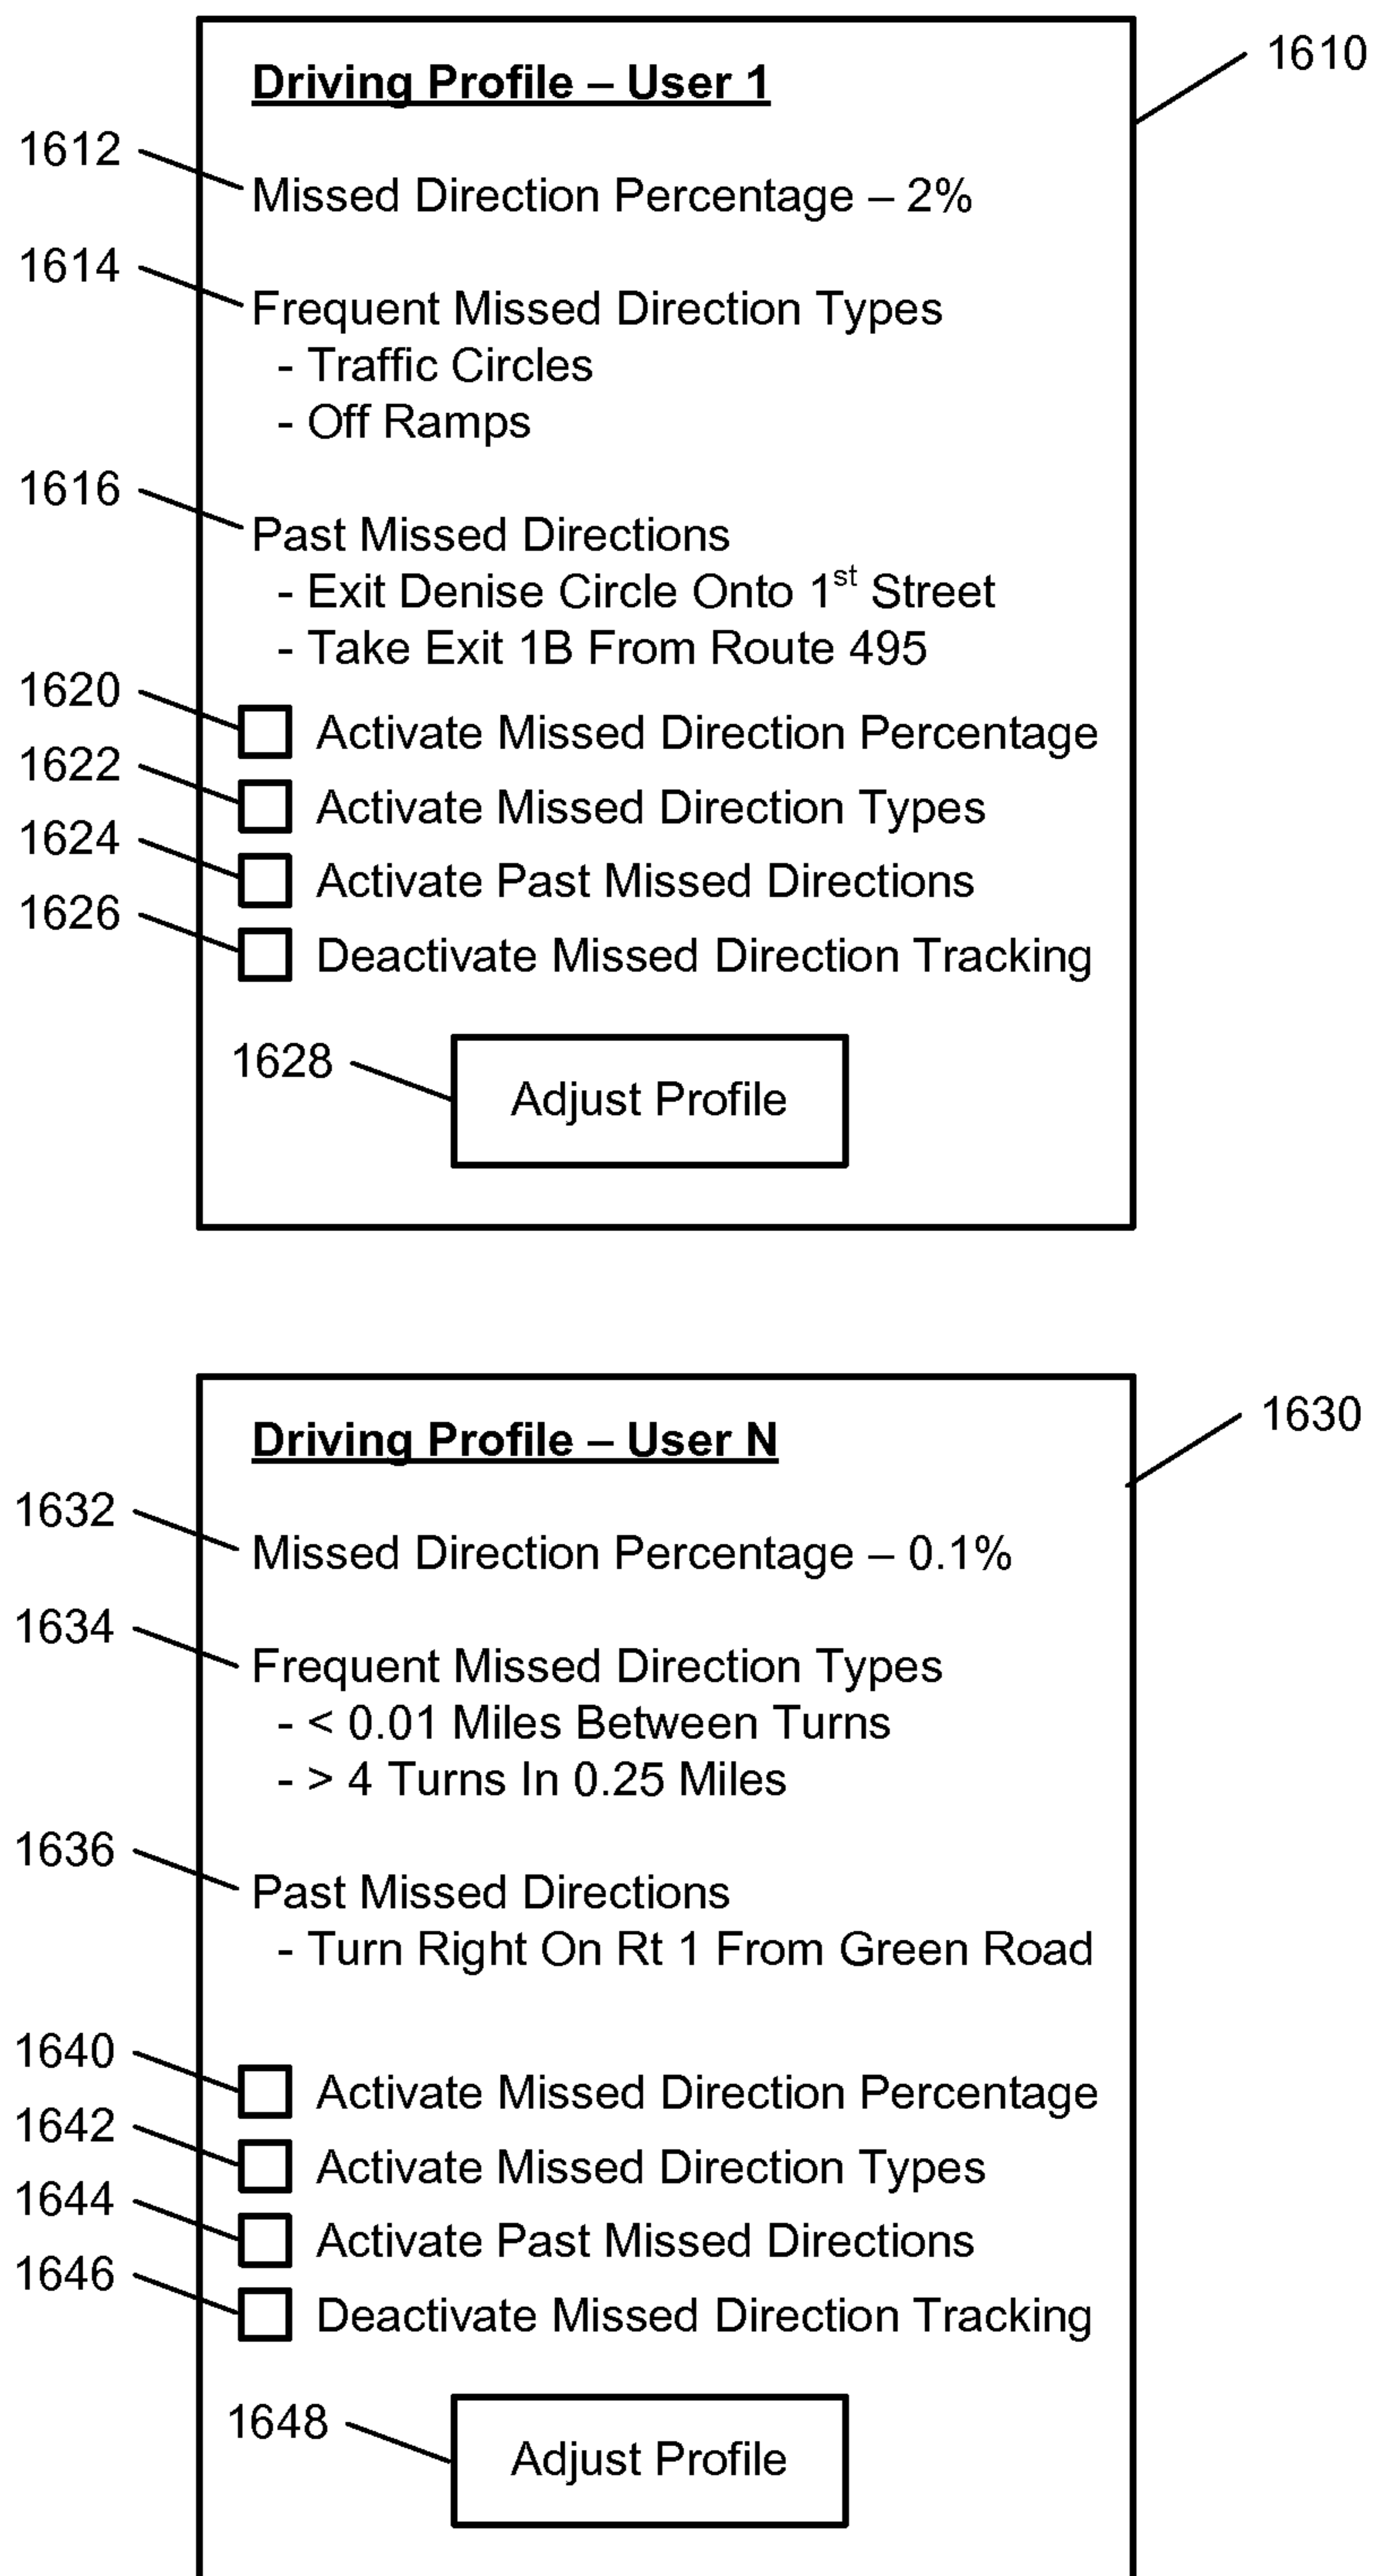 Driving Profile – User 1
1610
1612
Missed Direction Percentage – 2%
1614
Frequent Missed Direction Types
- Traffic Circles
- Off Ramps
1616
Past Missed Directions
- Exit Denise Circle Onto 1st Street
- Take Exit 1B From Route 495
1620
Activate Missed Direction Percentage
1622
Activate Missed Direction Types
1624
Activate Past Missed Directions
1626
Deactivate Missed Direction Tracking
1628
Adjust Profile
Driving Profile – User N
1630
1632
Missed Direction Percentage – 0.1%
1634
Frequent Missed Direction Types
- < 0.01 Miles Between Turns
- > 4 Turns In 0.25 Miles
1636
Past Missed Directions
- Turn Right On Rt 1 From Green Road
1640
Activate Missed Direction Percentage
1642
Activate Missed Direction Types
1644
Activate Past Missed Directions
1646
Deactivate Missed Direction Tracking
1648
Adjust Profile